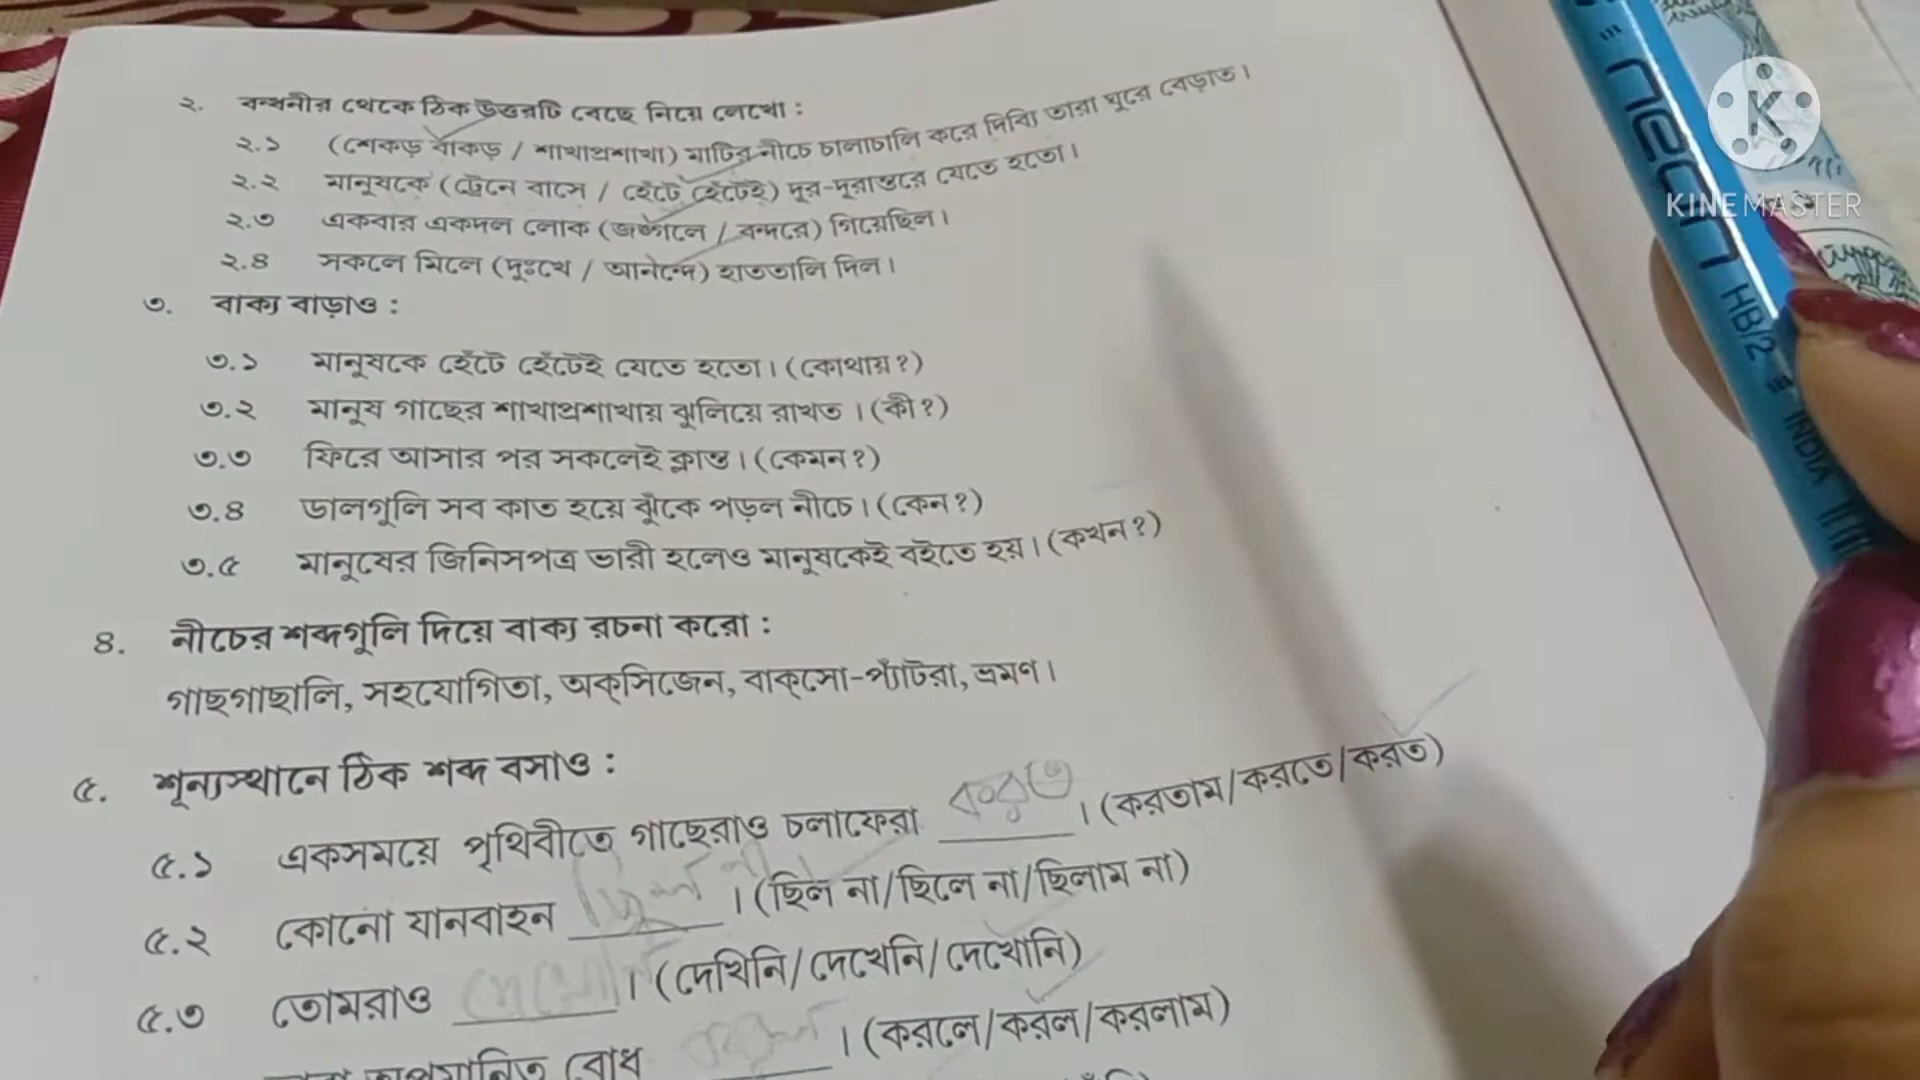 ২. বন্ধনীর থেকে ঠিক উত্তরটি বেছে নিয়ে লেখো :
২.১ (শেকড় বাকড় / শাখাপ্রশাখা) মাটির নীচে চালাচালি করে দিব্যি তারা ঘুরে বেড়াত।
২.২ মানুষকে (ট্রেনে বাসে / হেঁটে হেঁটেই) দূর-দূরান্তরে যেতে হতো।
২.৩ একবার একদল লোক (জঙ্গলে / বন্দরে) গিয়েছিল।
২.৪ সকলে মিলে (দুঃখে / আনন্দে) হাততালি দিল।
৩. বাক্য বাড়াও :
৩.১ মানুষকে হেঁটে হেঁটেই যেতে হতো। (কোথায়?)
৩.২ মানুষ গাছের শাখাপ্রশাখায় ঝুলিয়ে রাখত। (কী?)
৩.৩ ফিরে আসার পর সকলেই ক্লান্ত। (কেমন?)
৩.৪ ডালগুলি সব কাত হয়ে ঝুঁকে পড়ল নীচে। (কেন?)
৩.৫ মানুষের জিনিসপত্র ভারী হলেও মানুষকেই বইতে হয়। (কখন?)
৪. নীচের শব্দগুলি দিয়ে বাক্য রচনা করো :
গাছগাছালি, সহযোগিতা, অক্‌সিজেন, বাক্‌সো-প্যাঁটরা, ভ্রমণ।
৫. শূন্যস্থানে ঠিক শব্দ বসাও :
৫.১ একসময়ে পৃথিবীতে গাছেরাও চলাফেরা করত। (করতাম/করতে/করত)
৫.২ কোনো যানবাহন ছিল না। (ছিল না/ছিলে না/ছিলাম না)
৫.৩ তোমরাও দেখোনি। (দেখিনি/দেখেনি/দেখোনি)
অপমানিত বোধ করল। (করলে/করল/করলাম)
neon HB/2 INDIA
K
KINEMASTER